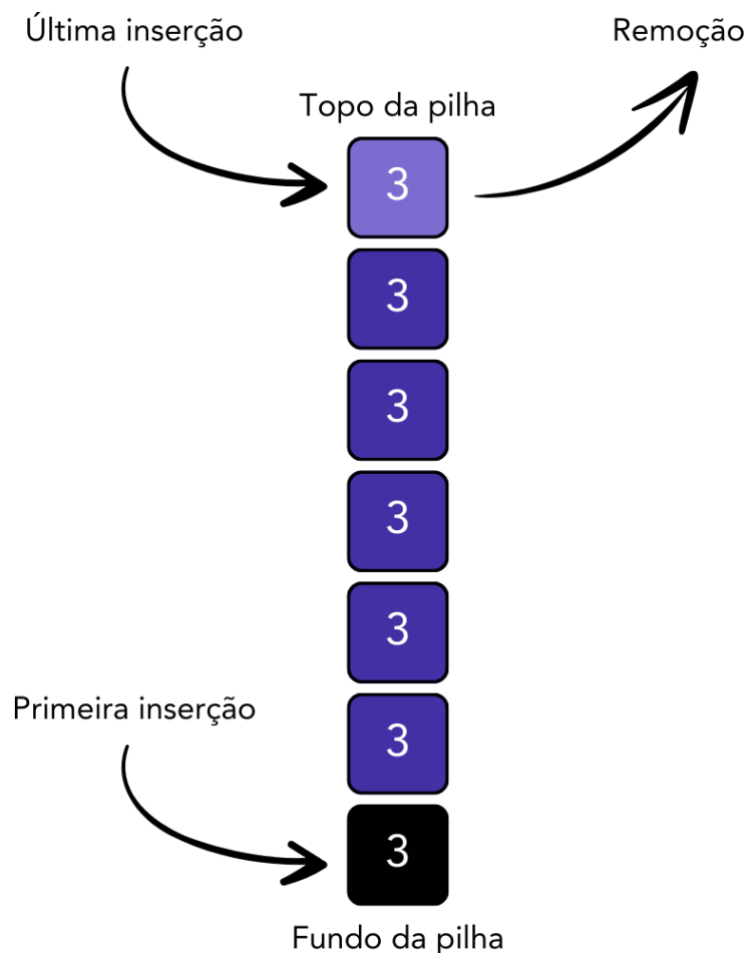 Última inserção
Remoção
Topo da pilha
3
3
3
3
3
3
Primeira inserção
3
Fundo da pilha